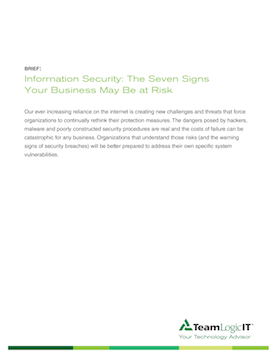 BRIEF:
Information Security: The Seven Signs
Your Business May Be at Risk
Our ever increasing reliance on the internet is creating new challenges and threats that force
organizations to continually rethink their protection measures. The dangers posed by hackers,
malware and poorly constructed security procedures are real and the costs of failure can be
catastrophic for any business. Organizations that understand those risks (and the warning
signs of security breaches) will be better prepared to address their own specific system
vulnerabilities.
TeamLogicIT
Your Technology Advisor